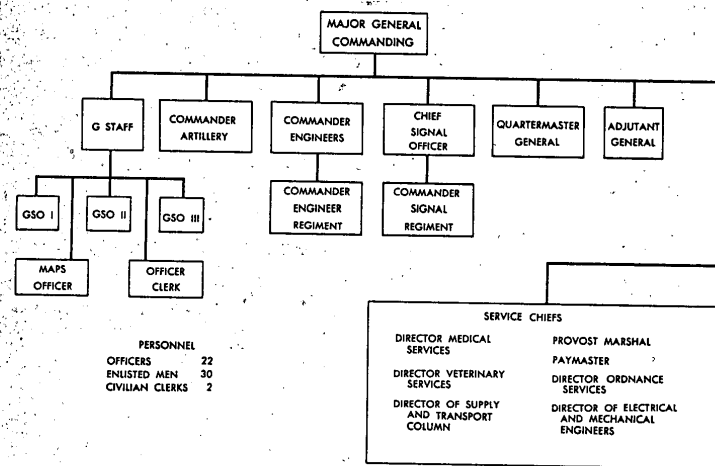 MAJOR GENERAL
COMMANDING
G STAFF
COMMANDER
ARTILLERY
COMMANDER
ENGINEERS
CHIEF
SIGNAL
OFFICER
QUARTERMASTER
GENERAL
ADJUTANT
GENERAL
COMMANDER
ENGINEER
REGIMENT
COMMANDER
SIGNAL
REGIMENT
GSO I
GSO II
GSO III
MAPS
OFFICER
OFFICER
CLERK
PERSONNEL
OFFICERS 22
ENLISTED MEN 30
CIVILIAN CLERKS 2
SERVICE CHIEFS
DIRECTOR MEDICAL
SERVICES
DIRECTOR VETERINARY
SERVICES
DIRECTOR OF SUPPLY
AND TRANSPORT
COLUMN
PROVOST MARSHAL
PAYMASTER
DIRECTOR ORDNANCE
SERVICES
DIRECTOR OF ELECTRICAL
AND MECHANICAL
ENGINEERS